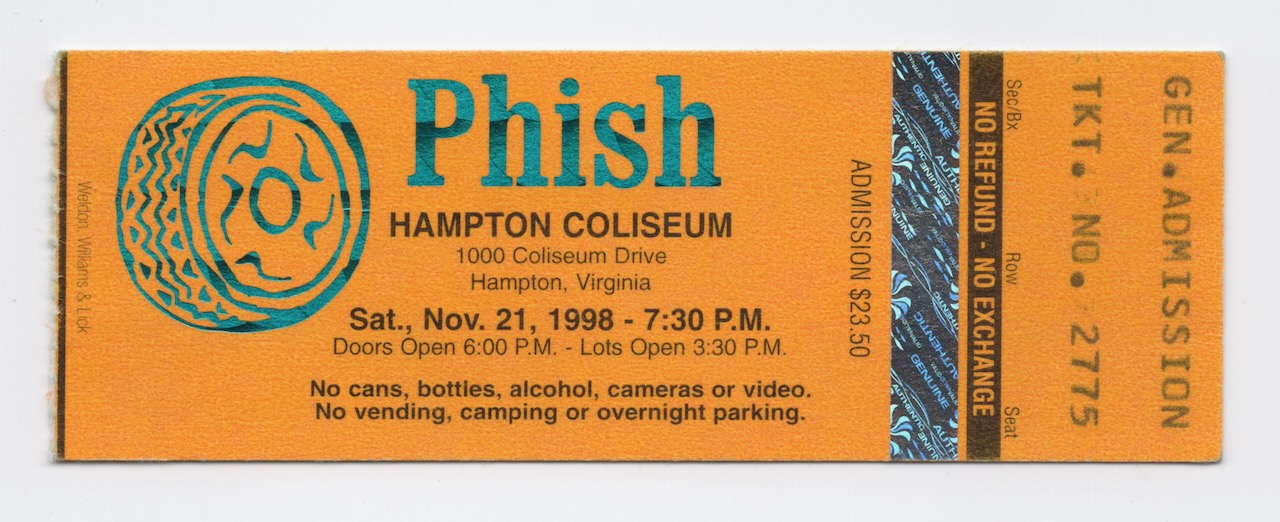 Phish
HAMPTON COLISEUM
1000 Coliseum Drive
Hampton, Virginia
Sat., Nov. 21, 1998 - 7:30 P.M.
Doors Open 6:00 P.M. - Lots Open 3:30 P.M.
No cans, bottles, alcohol, cameras or video.
No vending, camping or overnight parking.
Weldon, Williams & Lick
ADMISSION $23.50
AUTHENTIC
GENUINE
NO REFUND - NO EXCHANGE
Sec/Bx Row Seat
TKT. NO. 2775
GEN. ADMISSION